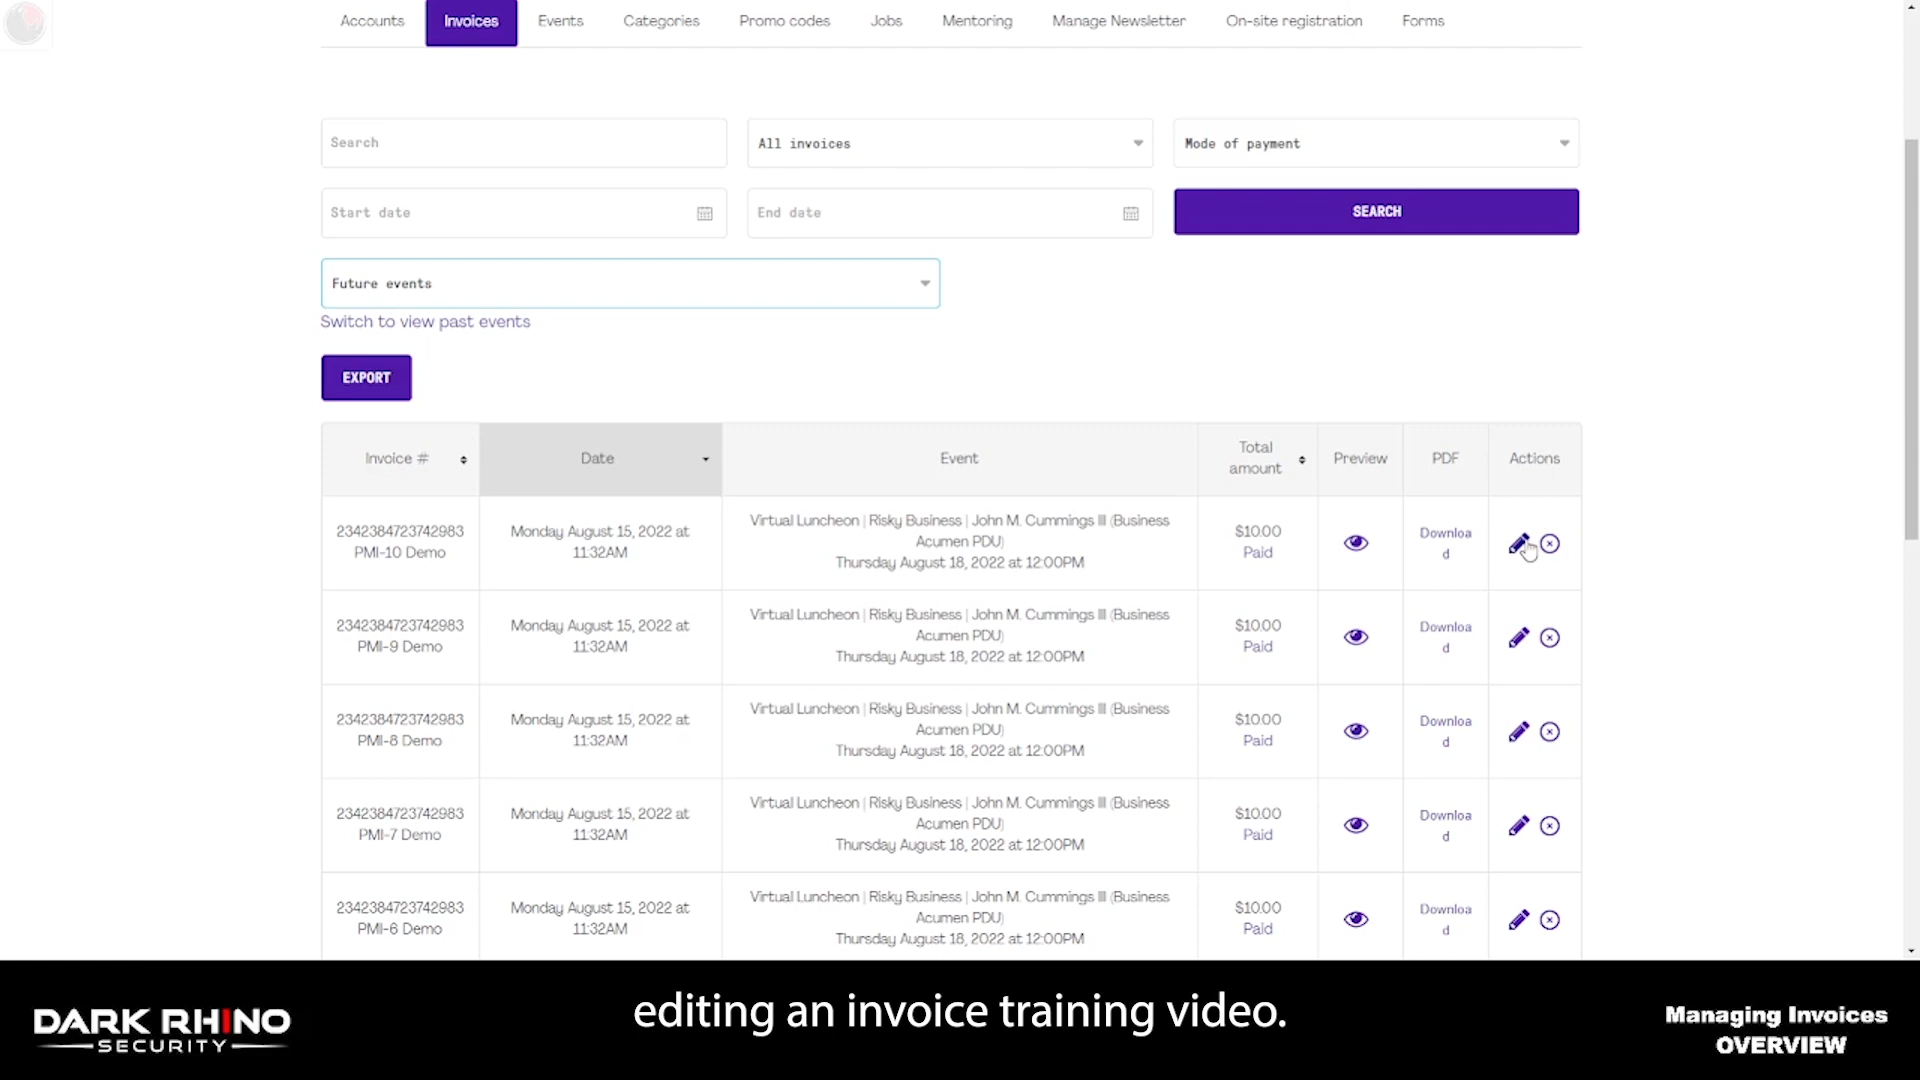 Accounts
Invoices
Events
Categories
Promo codes
Jobs
Mentoring
Manage Newsletter
On-site registration
Forms
Search
All invoices
Mode of payment
Start date
End date
SEARCH
Future events
Switch to view past events
EXPORT
Invoice #
Date
Event
Total
amount
Preview
PDF
Actions
2342384723742983
PMI-10 Demo
Monday August 15, 2022 at
11:32AM
Virtual Luncheon | Risky Business | John M. Cummings III (Business
Acumen PDU)
Thursday August 18, 2022 at 12:00PM
$10.00
Paid
Downloa
d
2342384723742983
PMI-9 Demo
Monday August 15, 2022 at
11:32AM
Virtual Luncheon | Risky Business | John M. Cummings III (Business
Acumen PDU)
Thursday August 18, 2022 at 12:00PM
$10.00
Paid
Downloa
d
2342384723742983
PMI-8 Demo
Monday August 15, 2022 at
11:32AM
Virtual Luncheon | Risky Business | John M. Cummings III (Business
Acumen PDU)
Thursday August 18, 2022 at 12:00PM
$10.00
Paid
Downloa
d
2342384723742983
PMI-7 Demo
Monday August 15, 2022 at
11:32AM
Virtual Luncheon | Risky Business | John M. Cummings III (Business
Acumen PDU)
Thursday August 18, 2022 at 12:00PM
$10.00
Paid
Downloa
d
2342384723742983
PMI-6 Demo
Monday August 15, 2022 at
11:32AM
Virtual Luncheon | Risky Business | John M. Cummings III (Business
Acumen PDU)
Thursday August 18, 2022 at 12:00PM
$10.00
Paid
Downloa
d
DARK RHINO
SECURITY
editing an invoice training video.
Managing Invoices
OVERVIEW